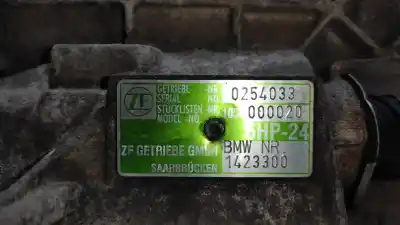 ZF
GETRIEBE -NR.
SERIAL NO. 0254033
STÜCKLISTEN -NR.
MODEL -NO. 000020
5HP-24
ZF GETRIEBE GMBH BMW NR.
SAARBRÜCKEN 1423300